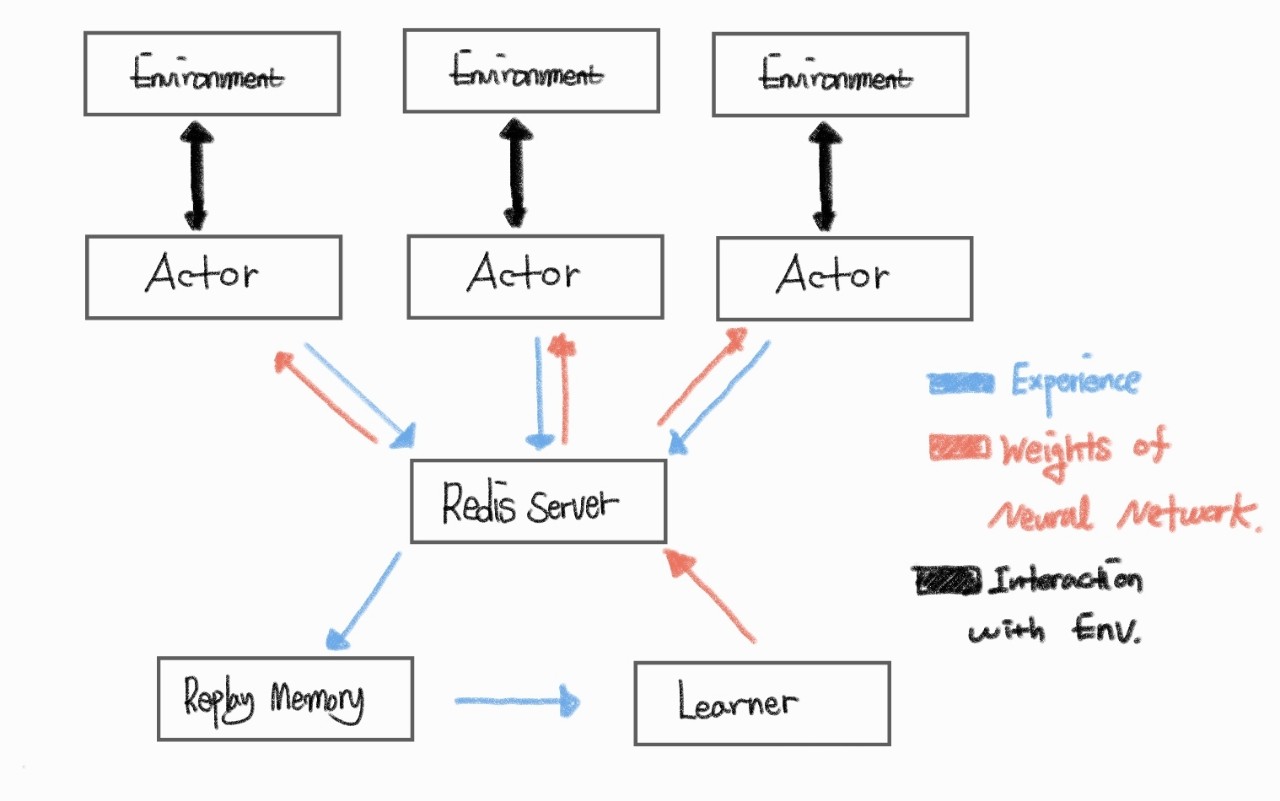 Environment
Environment
Environment
Actor
Actor
Actor
Experience
Weights of
Neural Network.
Redis Server
Interaction
with Env.
Replay Memory
Learner